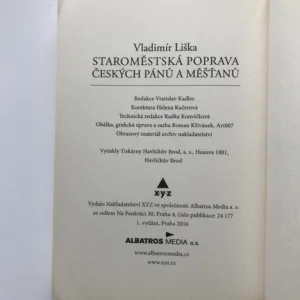 Vladimír Liška
STAROMĚSTSKÁ POPRAVA
ČESKÝCH PÁNŮ A MĚŠŤANŮ
Redakce Vratislav Kadlec
Korektura Helena Kočerová
Technická redakce Radka Konvičková
Obálka, grafická úprava a sazba Roman Křivánek, Art007
Obrazový materiál archiv nakladatelství
Vytiskly Tiskárny Havlíčkův Brod, a. s., Husova 1881,
Havlíčkův Brod
x·y·z
Vydalo Nakladatelství XYZ ve společnosti Albatros Media a. s.
se sídlem Na Pankráci 30, Praha 4, číslo publikace 24 177
1. vydání, Praha 2016
ALBATROS MEDIA a.s.
www.albatrosmedia.cz
www.xyz.cz